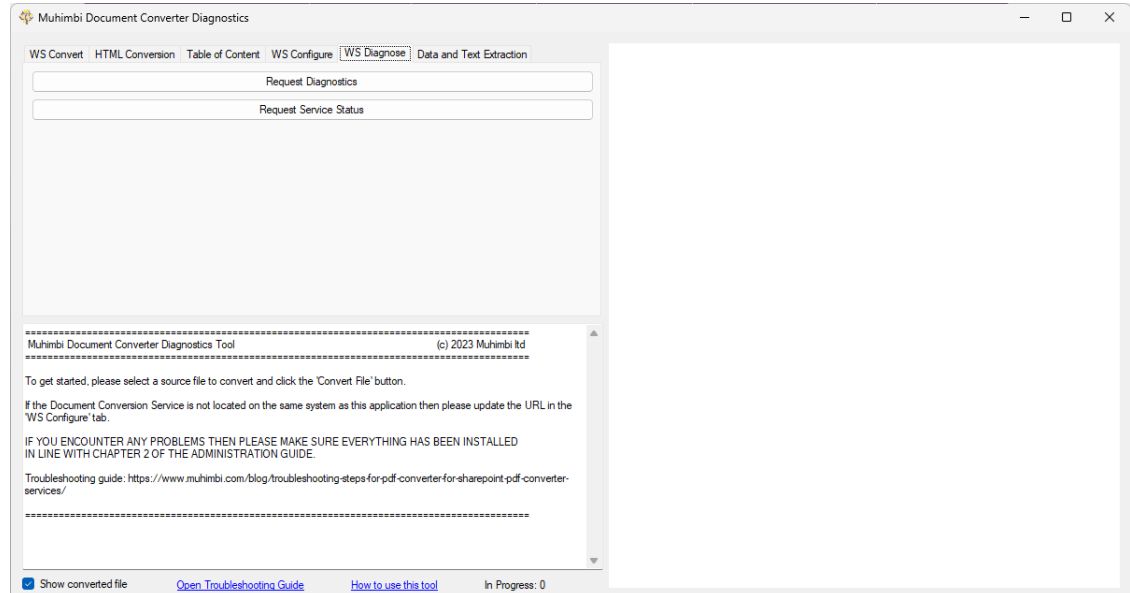 Muhimbi Document Converter Diagnostics
WS Convert HTML Conversion Table of Content WS Configure WS Diagnose Data and Text Extraction
Request Diagnostics
Request Service Status
==========================================================================================
Muhimbi Document Converter Diagnostics Tool (c) 2023 Muhimbi ltd
==========================================================================================
To get started, please select a source file to convert and click the 'Convert File' button.
If the Document Conversion Service is not located on the same system as this application then please update the URL in the
'WS Configure' tab.
IF YOU ENCOUNTER ANY PROBLEMS THEN PLEASE MAKE SURE EVERYTHING HAS BEEN INSTALLED
IN LINE WITH CHAPTER 2 OF THE ADMINISTRATION GUIDE.
Troubleshooting guide: https://www.muhimbi.com/blog/troubleshooting-steps-for-pdf-converter-for-sharepoint-pdf-converter-
services/
==========================================================================================
Show converted file Open Troubleshooting Guide How to use this tool In Progress: 0